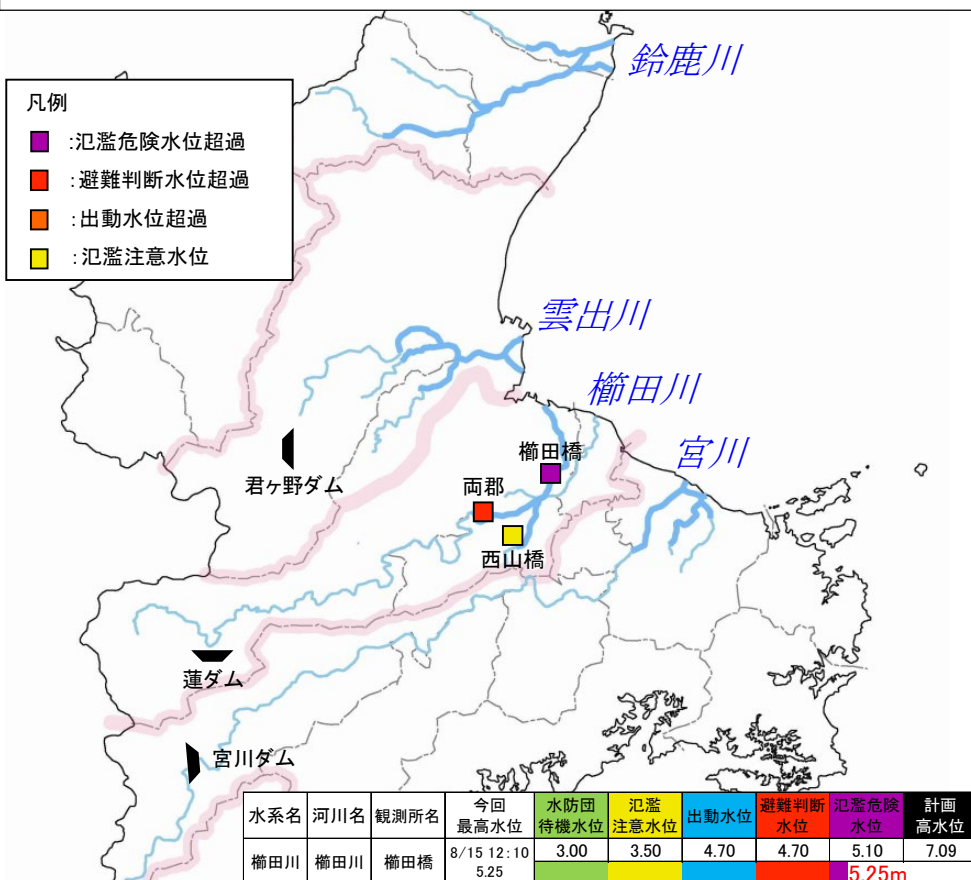 鈴鹿川
凡例
:氾濫危険水位超過
:避難判断水位超過
:出動水位超過
:氾濫注意水位
雲出川
櫛田川
宮川
櫛田橋
両郡
西山橋
君ヶ野ダム
蓮ダム
宮川ダム
水系名 河川名 観測所名 今回最高水位 水防団待機水位 氾濫注意水位 出動水位 避難判断水位 氾濫危険水位 計画高水位
櫛田川 櫛田川 櫛田橋 8/15 12:10 5.25 3.00 3.50 4.70 4.70 5.10 7.09
5.25m